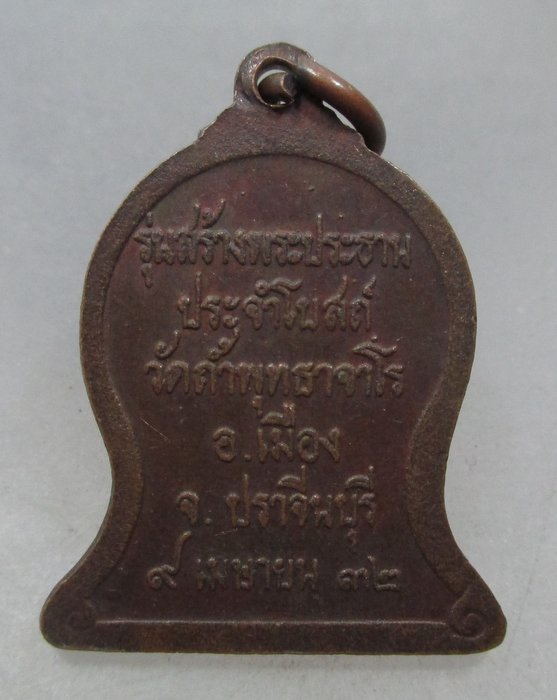 รุ่นสร้างพระประธาน
ประจำโบสถ์
วัดถ้ำพุทธาจาโร
อ.เมือง
จ. ปราจีนบุรี
๙ เมษายน ๓๒